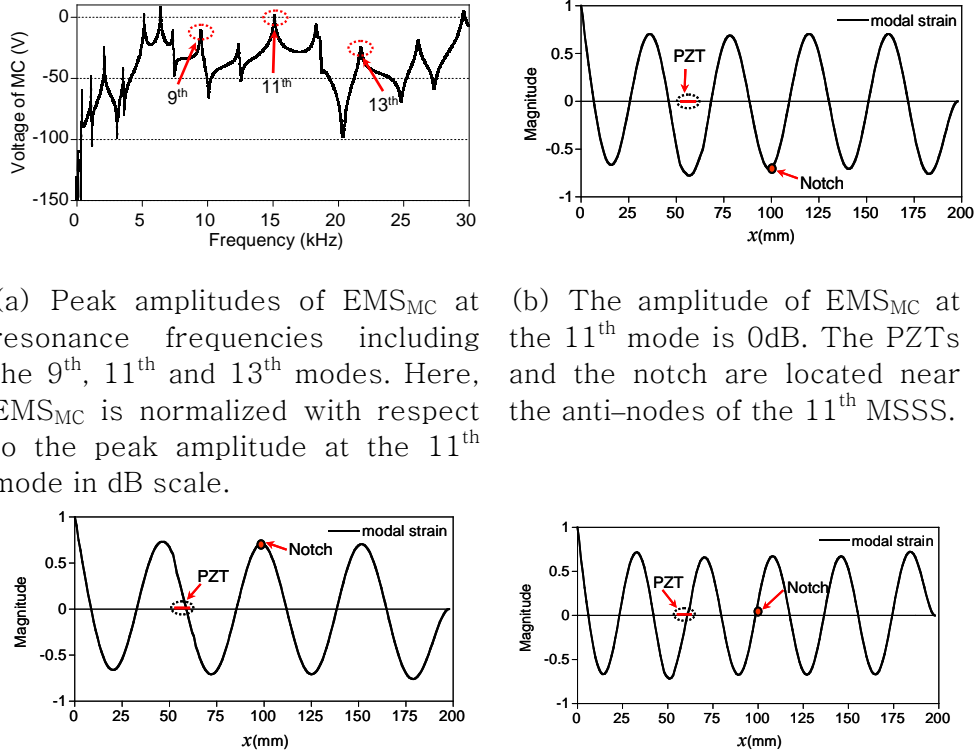 0
-50
-100
-150
Voltage of MC (V)
9th
11th
13th
0 5 10 15 20 25 30
Frequency (kHz)
1
0.5
0
-0.5
-1
Magnitude
modal strain
PZT
Notch
0 25 50 75 100 125 150 175 200
x(mm)
(a) Peak amplitudes of EMSMC at
resonance frequencies including
the 9th, 11th and 13th modes. Here,
EMSMC is normalized with respect
to the peak amplitude at the 11th
mode in dB scale.
(b) The amplitude of EMSMC at
the 11th mode is 0dB. The PZTs
and the notch are located near
the anti-nodes of the 11th MSSS.
1
0.5
0
-0.5
-1
Magnitude
modal strain
Notch
PZT
0 25 50 75 100 125 150 175 200
x(mm)
1
0.5
0
-0.5
-1
Magnitude
modal strain
PZT
Notch
0 25 50 75 100 125 150 175 200
x(mm)